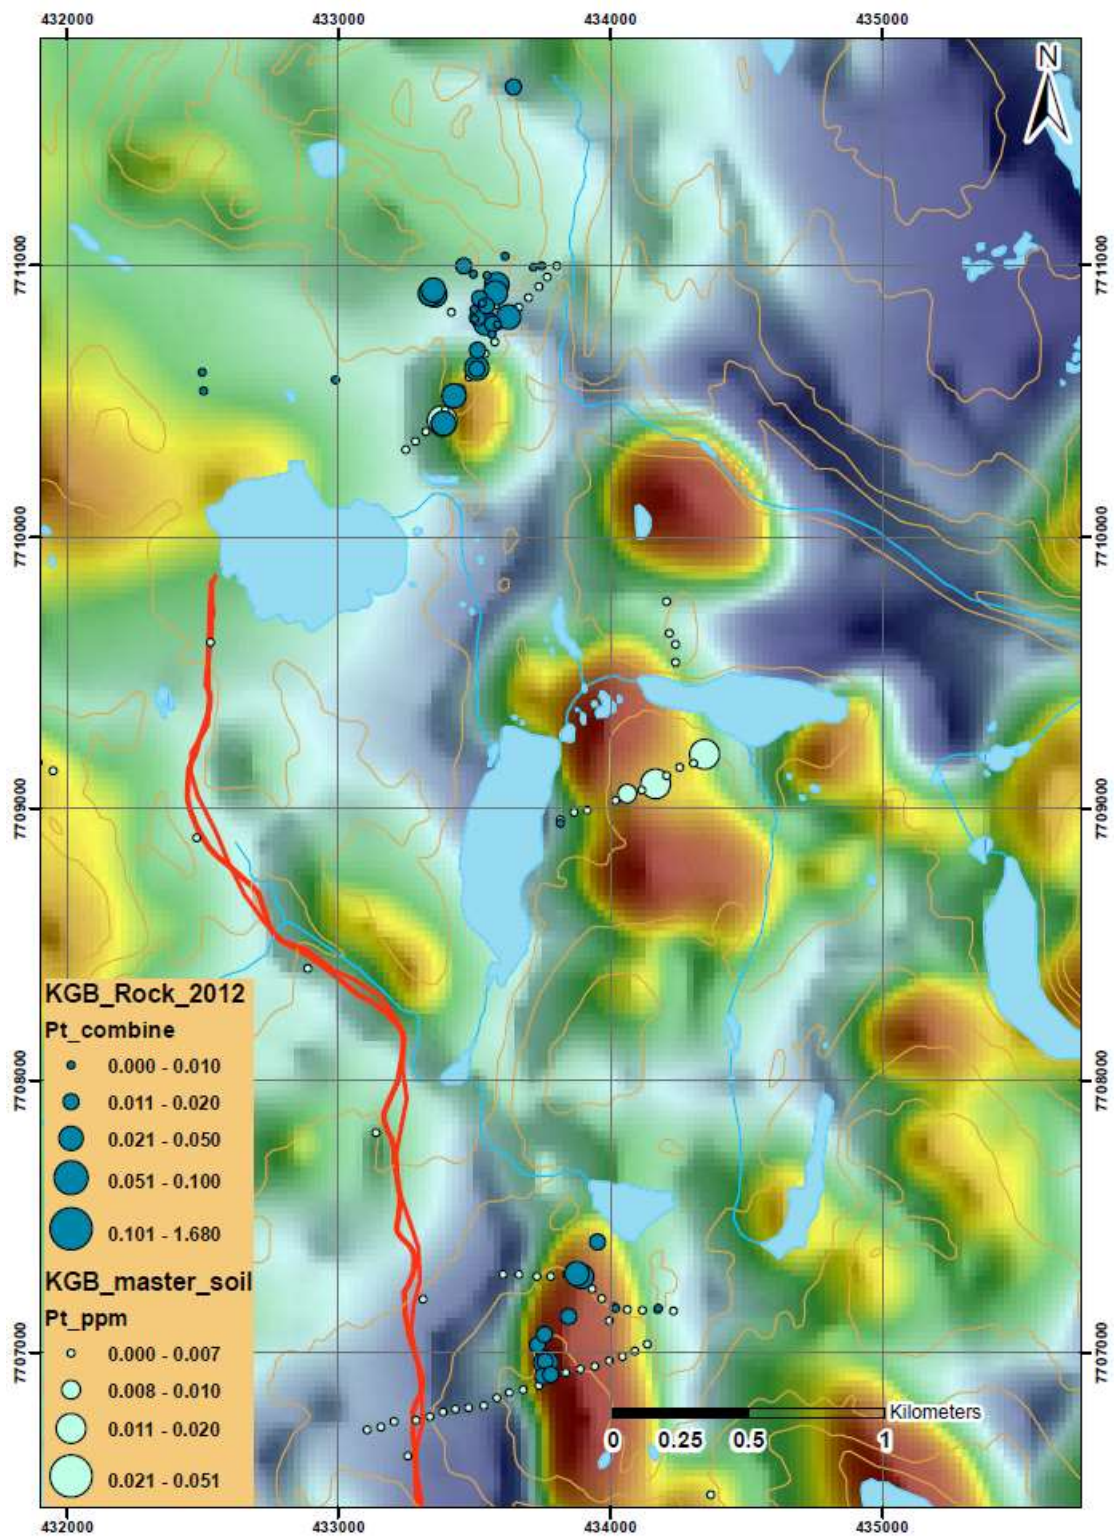 432000 433000 434000 435000
N
7711000 7711000
7710000 7710000
7709000 7709000
KGB_Rock_2012
Pt_combine
0.000 - 0.010
0.011 - 0.020
7708000 7708000
0.021 - 0.050
0.051 - 0.100
0.101 - 1.680
KGB_master_soil
Pt_ppm
0.000 - 0.007
7707000 7707000
0.008 - 0.010
Kilometers
0.011 - 0.020
0 0.25 0.5 1
0.021 - 0.051
432000 433000 434000 435000